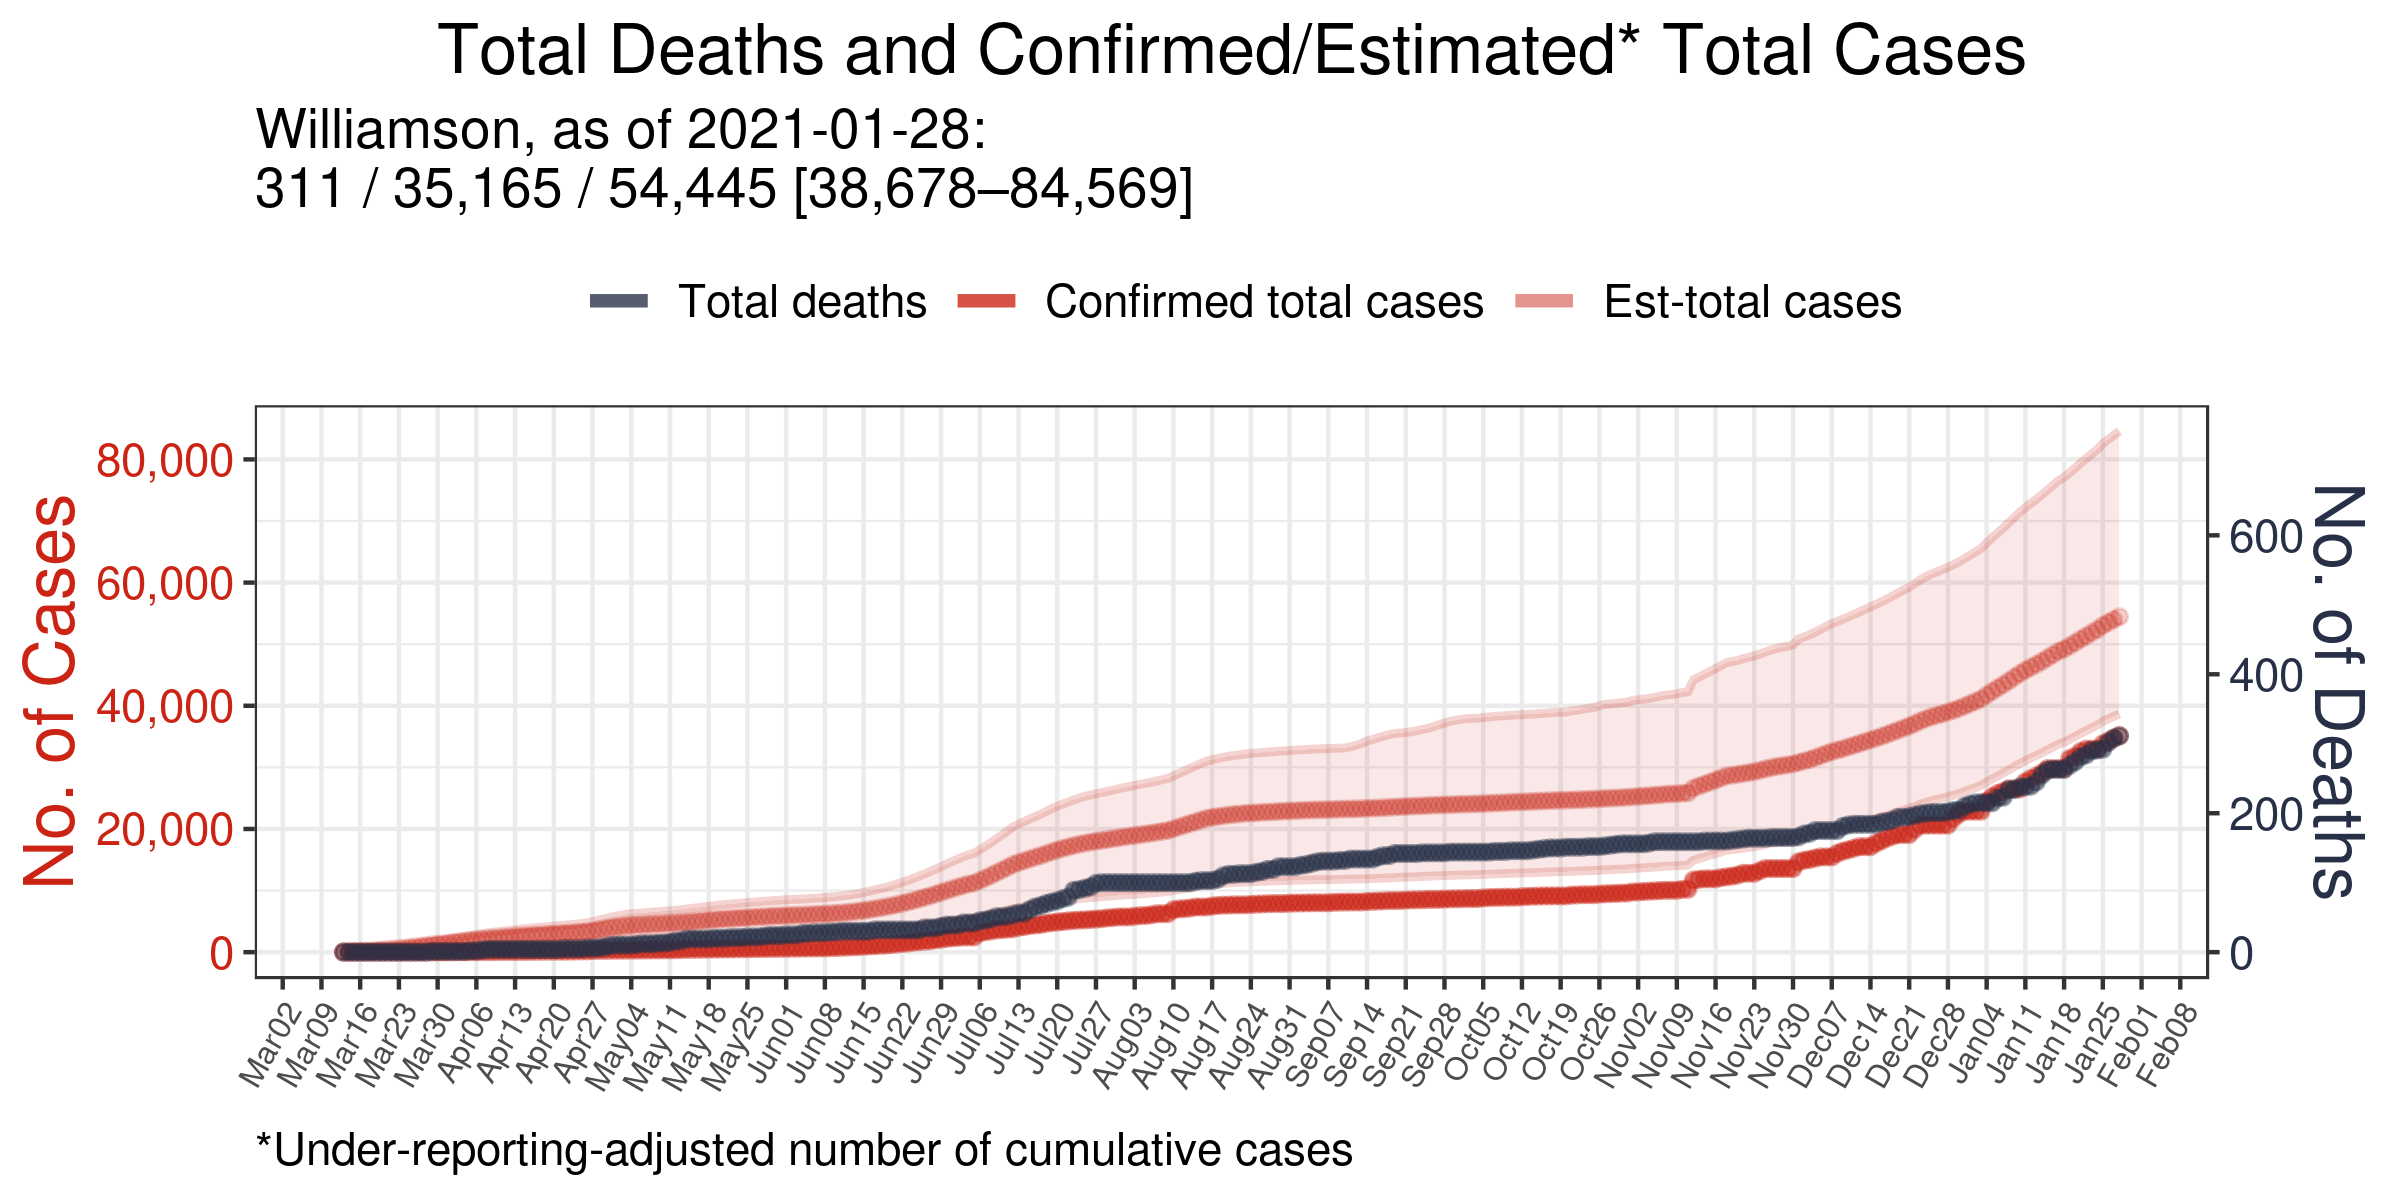 Total Deaths and Confirmed/Estimated* Total Cases
Williamson, as of 2021-01-28:
311 / 35,165 / 54,445 [38,678–84,569]
Total deaths
Confirmed total cases
Est-total cases
No. of Cases
80,000
60,000
40,000
20,000
0
No. of Deaths
600
400
200
0
Mar02
Mar09
Mar16
Mar23
Mar30
Apr06
Apr13
Apr20
Apr27
May04
May11
May18
May25
Jun01
Jun08
Jun15
Jun22
Jun29
Jul06
Jul13
Jul20
Jul27
Aug03
Aug10
Aug17
Aug24
Aug31
Sep07
Sep14
Sep21
Sep28
Oct05
Oct12
Oct19
Oct26
Nov02
Nov09
Nov16
Nov23
Nov30
Dec07
Dec14
Dec21
Dec28
Jan04
Jan11
Jan18
Jan25
Feb01
Feb08
*Under-reporting-adjusted number of cumulative cases